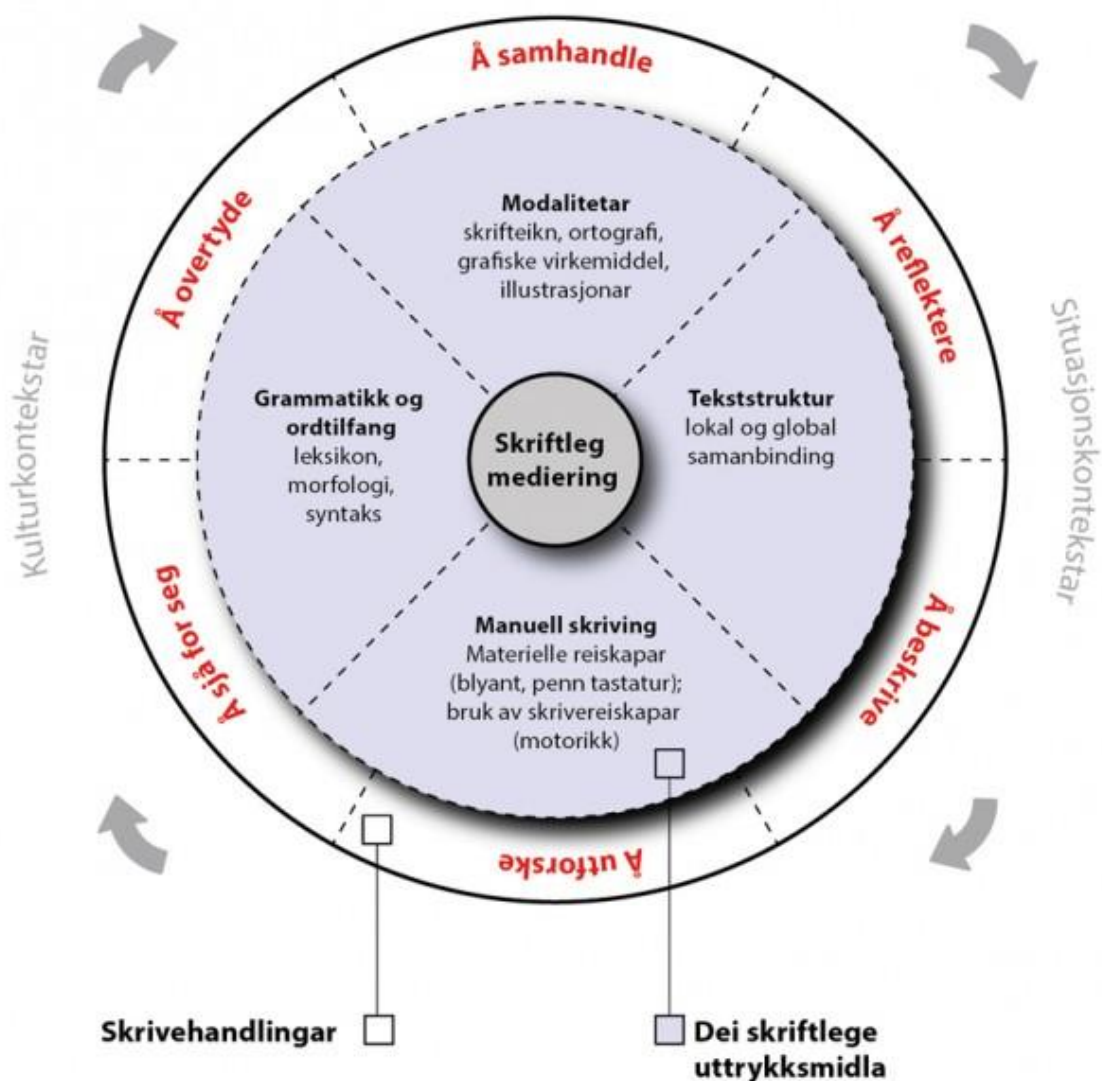 Å samhandle
Å overtyde
Å reflektere
Modalitetar
skrifteikn, ortografi,
grafiske virkemiddel,
illustrasjonar
Kulturkontekstar
Situasjonskontekstar
Grammatikk og
ordtilfang
leksikon,
morfologi,
syntaks
Skriftleg
mediering
Tekststruktur
lokal og global
samanbinding
Å sjå for seg
Å beskrive
Manuell skriving
Materielle reiskapar
(blyant, penn tastatur);
bruk av skrivereiskapar
(motorikk)
Å utforske
Skrivehandlingar
Dei skriftlege
uttrykksmidla